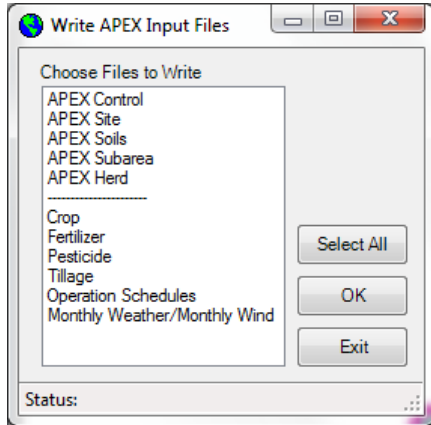 Write APEX Input Files
Choose Files to Write
APEX Control
APEX Site
APEX Soils
APEX Subarea
APEX Herd
----------------------
Crop
Fertilizer
Pesticide
Tillage
Operation Schedules
Monthly Weather/Monthly Wind
Select All
OK
Exit
Status: